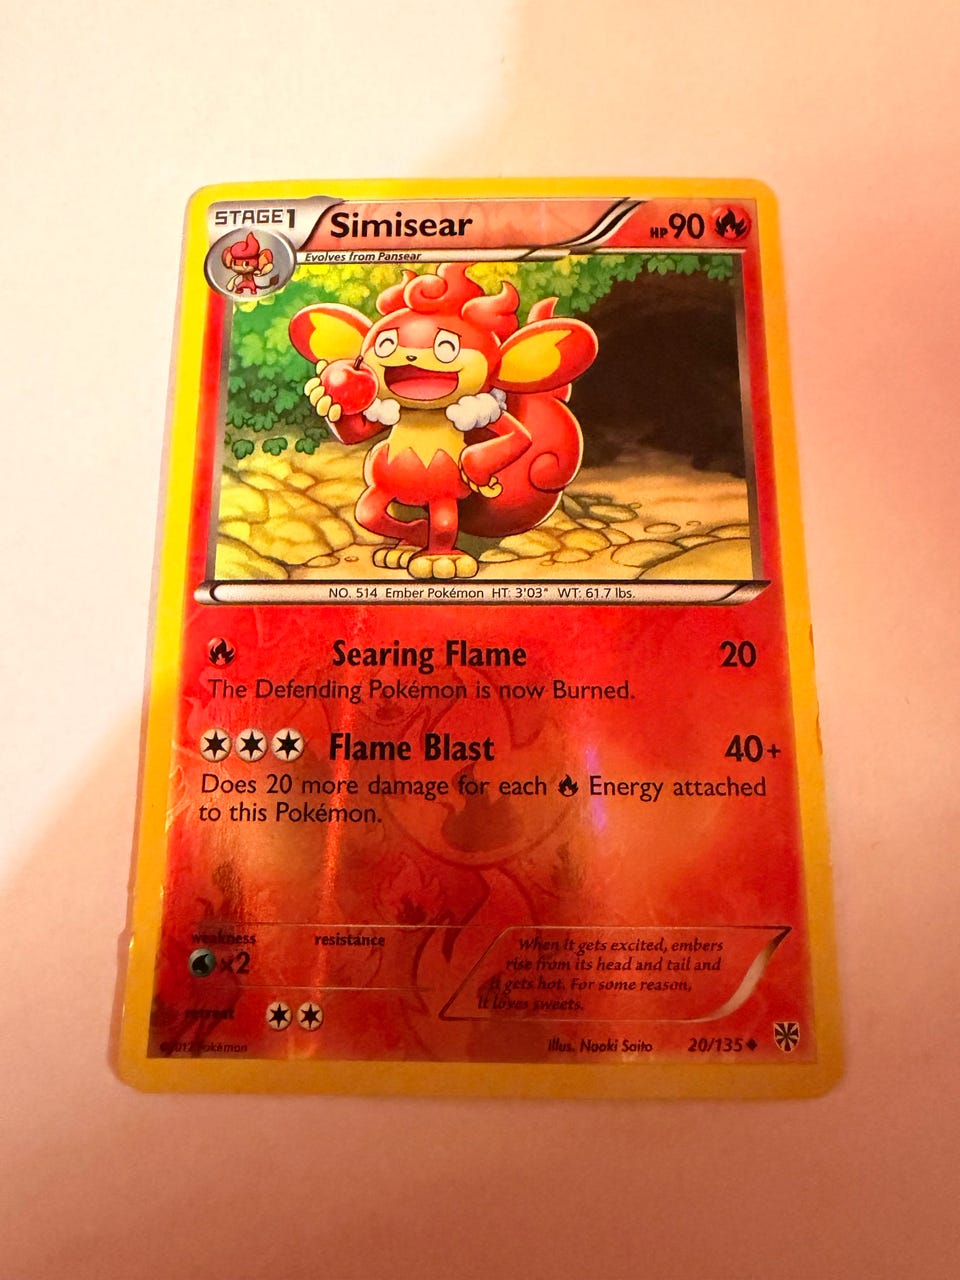 STAGE1 Simisear HP90
Evolves from Pansear
NO. 514 Ember Pokémon HT: 3'03" WT: 61.7 lbs.
Searing Flame 20
The Defending Pokémon is now Burned.
Flame Blast 40+
Does 20 more damage for each Energy attached
to this Pokémon.
weakness resistance
×2
When it gets excited, embers
rise from its head and tail and
it gets hot. For some reason,
it loves sweets.
retreat
©2012 Pokémon Illus. Naoki Saito 20/135